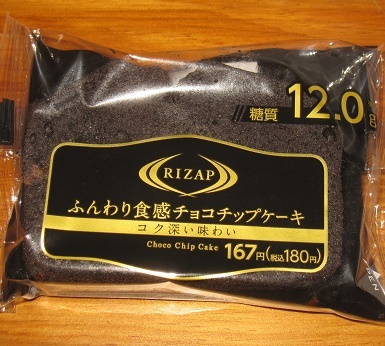 糖質 12.0g
RIZAP
ふんわり食感チョコチップケーキ
コク深い味わい
Choco Chip Cake 167円(税込180円)